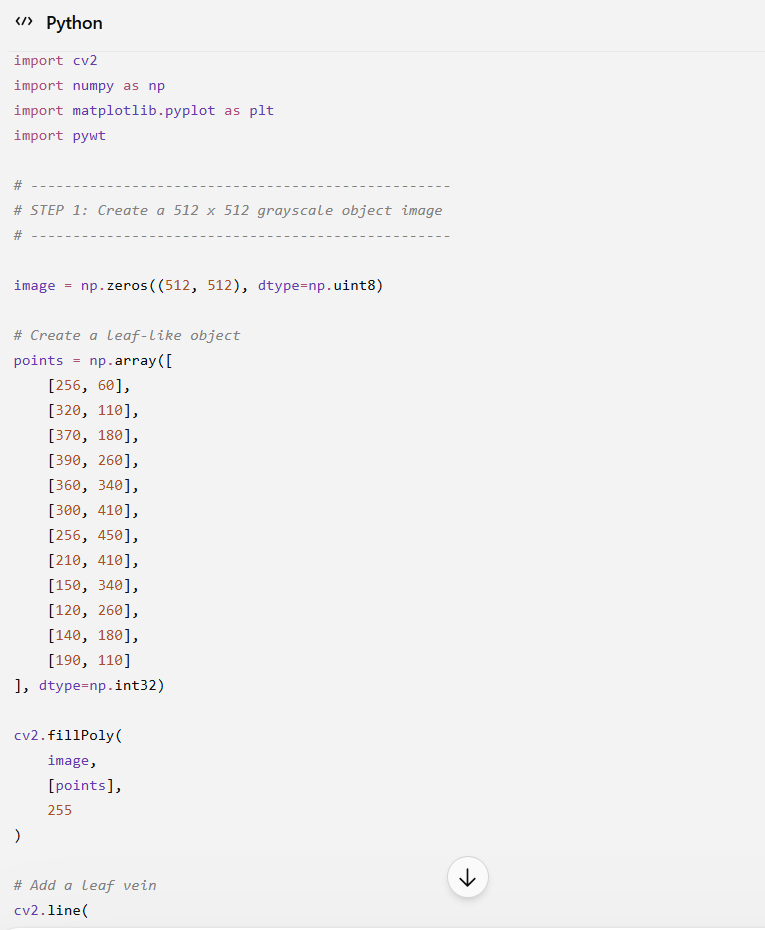 </> Python
import cv2
import numpy as np
import matplotlib.pyplot as plt
import pywt
# --------------------------------------------------
# STEP 1: Create a 512 x 512 grayscale object image
# --------------------------------------------------
image = np.zeros((512, 512), dtype=np.uint8)
# Create a leaf-like object
points = np.array([
    [256, 60],
    [320, 110],
    [370, 180],
    [390, 260],
    [360, 340],
    [300, 410],
    [256, 450],
    [210, 410],
    [150, 340],
    [120, 260],
    [140, 180],
    [190, 110]
], dtype=np.int32)
cv2.fillPoly(
    image,
    [points],
    255
)
# Add a leaf vein
cv2.line(